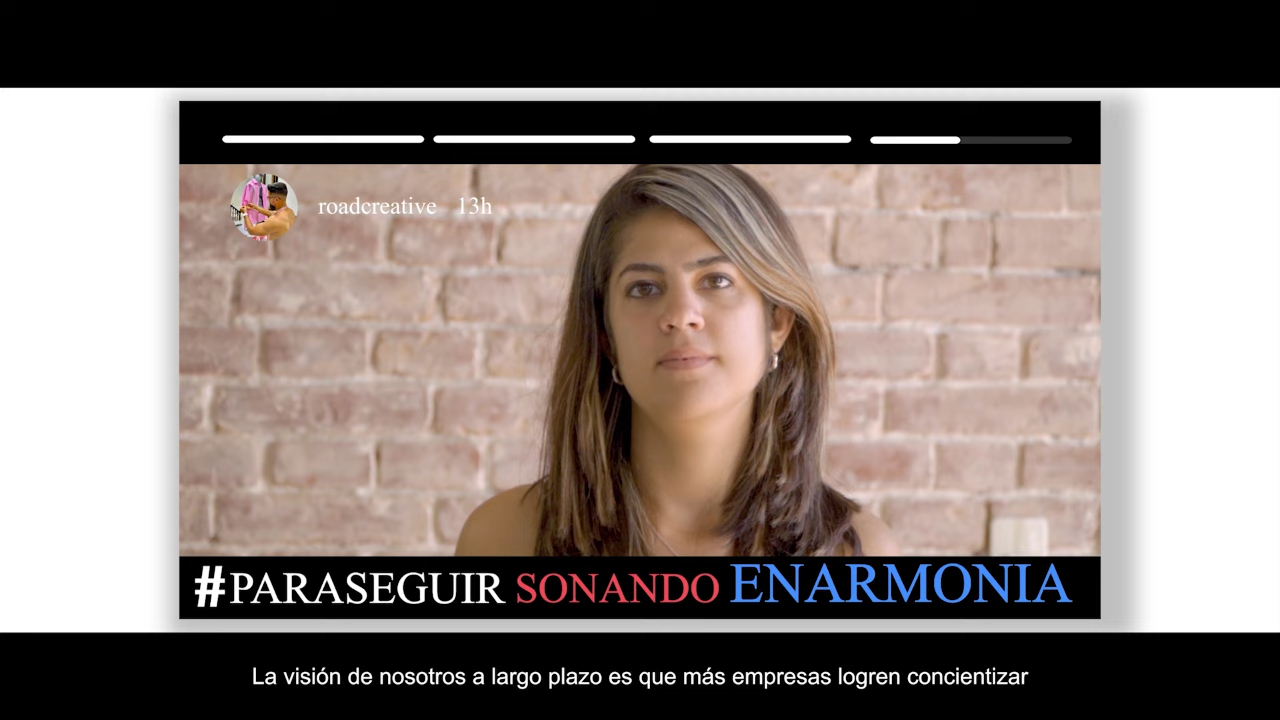 roadcreative 13h
#PARASEGUIR SONANDO ENARMONIA
La visión de nosotros a largo plazo es que más empresas logren concientizar